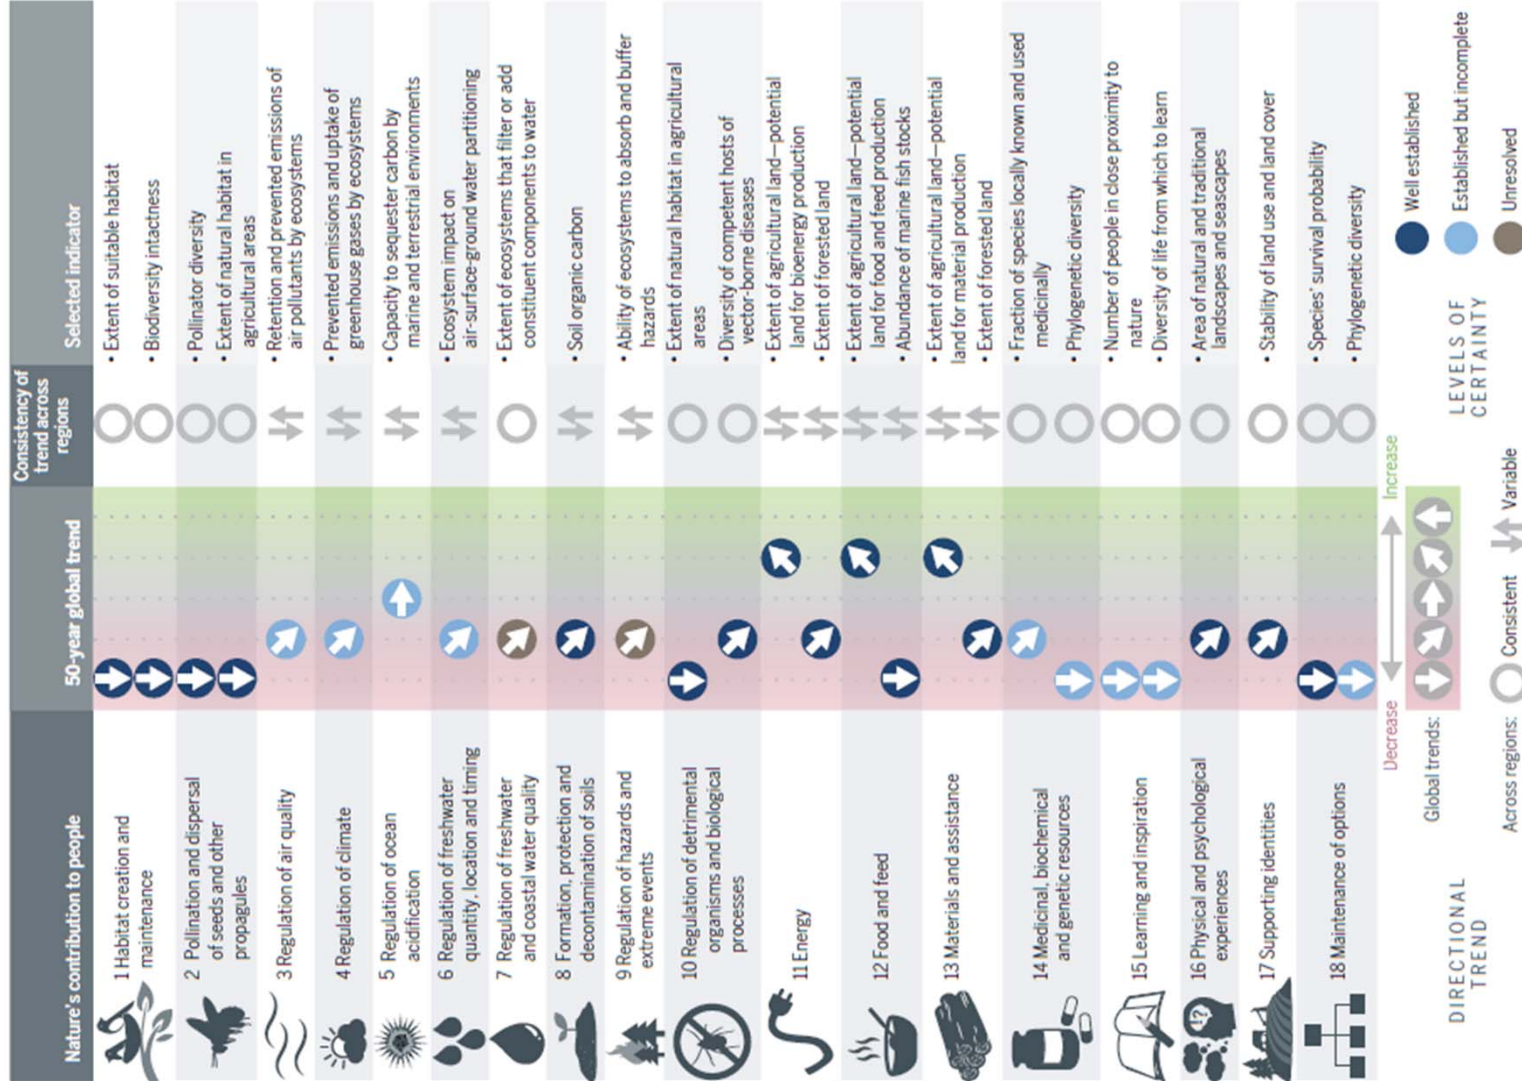 Nature's contribution to people
50-year global trend
Consistency of
trend across
regions
Selected indicator
1 Habitat creation and
maintenance
• Extent of suitable habitat
• Biodiversity intactness
2 Pollination and dispersal
of seeds and other
propagules
• Pollinator diversity
• Extent of natural habitat in
agricultural areas
3 Regulation of air quality
• Retention and prevented emissions of
air pollutants by ecosystems
4 Regulation of climate
• Prevented emissions and uptake of
greenhouse gases by ecosystems
5 Regulation of ocean
acidification
• Capacity to sequester carbon by
marine and terrestrial environments
6 Regulation of freshwater
quantity, location and timing
• Ecosystem impact on
air-surface-ground water partitioning
7 Regulation of freshwater
and coastal water quality
• Extent of ecosystems that filter or add
constituent components to water
8 Formation, protection and
decontamination of soils
• Soil organic carbon
9 Regulation of hazards and
extreme events
• Ability of ecosystems to absorb and buffer
hazards
10 Regulation of detrimental
organisms and biological
processes
• Extent of natural habitat in agricultural
areas
• Diversity of competent hosts of
vector-borne diseases
11 Energy
• Extent of agricultural land—potential
land for bioenergy production
• Extent of forested land
12 Food and feed
• Extent of agricultural land—potential
land for food and feed production
• Abundance of marine fish stocks
13 Materials and assistance
• Extent of agricultural land—potential
land for material production
• Extent of forested land
14 Medicinal, biochemical
and genetic resources
• Fraction of species locally known and used
medicinally
• Phylogenetic diversity
15 Learning and inspiration
• Number of people in close proximity to
nature
• Diversity of life from which to learn
16 Physical and psychological
experiences
• Area of natural and traditional
landscapes and seascapes
17 Supporting identities
• Stability of land use and land cover
18 Maintenance of options
• Species' survival probability
• Phylogenetic diversity
Decrease
Increase
DIRECTIONAL
TREND
Global trends:
Across regions:
Consistent
Variable
LEVELS OF
CERTAINTY
Well established
Established but incomplete
Unresolved
!?